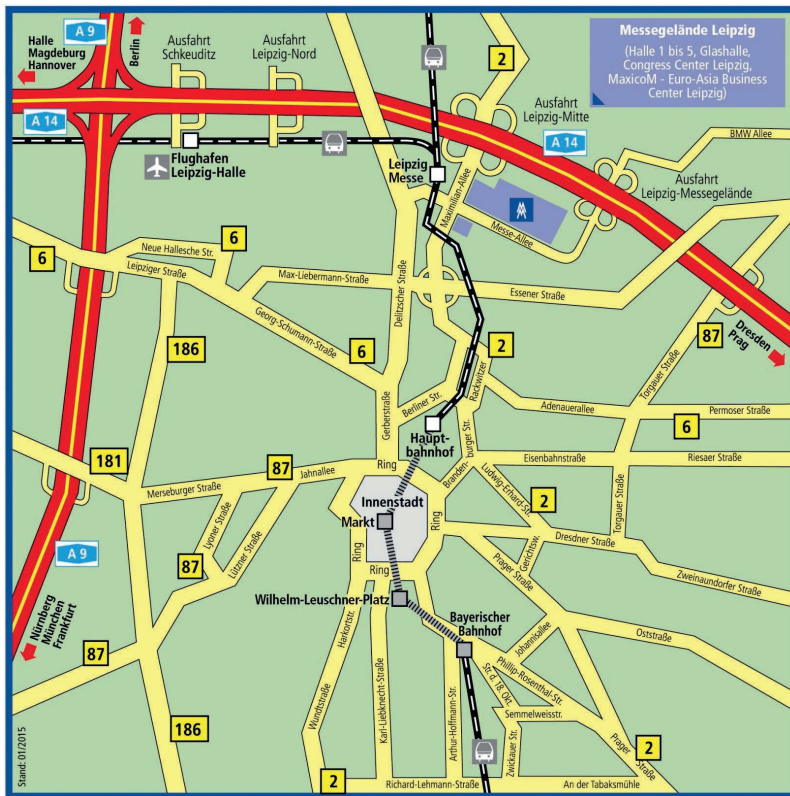 A 9
Halle
Magdeburg
Hannover
Berlin
Ausfahrt
Schkeuditz
Ausfahrt
Leipzig-Nord
2
Messegelände Leipzig
(Halle 1 bis 5, Glashalle,
Congress Center Leipzig,
MaxicoM - Euro-Asia Business
Center Leipzig)
A 14
Ausfahrt
Leipzig-Mitte
A 14
BMW Allee
Flughafen
Leipzig-Halle
Leipzig
Messe
Maximilian-Allee
Ausfahrt
Leipzig-Messegelände
Messe-Allee
6
Neue Hallesche Str.
6
Leipziger Straße
Max-Liebermann-Straße
Delitzscher Straße
Essener Straße
Georg-Schumann-Straße
186
6
2
87
Dresden
Prag
Torgauer Straße
Berliner Str.
Rackwitzer
Gerberstraße
Adenauerallee
Permoser Straße
6
Haupt-
bahnhof
Brandenburger Str.
181
87
Ring
Eisenbahnstraße
Riesaer Straße
Merseburger Straße
Jahnallee
Ludwig-Erhard-Str.
Innenstadt
Markt
Ring
2
Torgauer Straße
Lyoner Straße
Lützner Straße
Dresdner Straße
Gerichtsw.
A 9
87
Ring
Ring
Prager Straße
Zweinaundorfer Straße
Nürnberg
München
Frankfurt
Wilhelm-Leuschner-Platz
Bayerischer
Bahnhof
Harkortstr.
Johannisallee
Oststraße
87
Karl-Liebknecht-Straße
Phillip-Rosenthal-Str.
Str. d. 18. Okt.
Wundtstraße
Arthur-Hoffmann-Str.
Semmelweisstr.
186
Zwickauer Str.
Prager Straße
2
Stand: 01/2015
2
Richard-Lehmann-Straße
An der Tabaksmühle